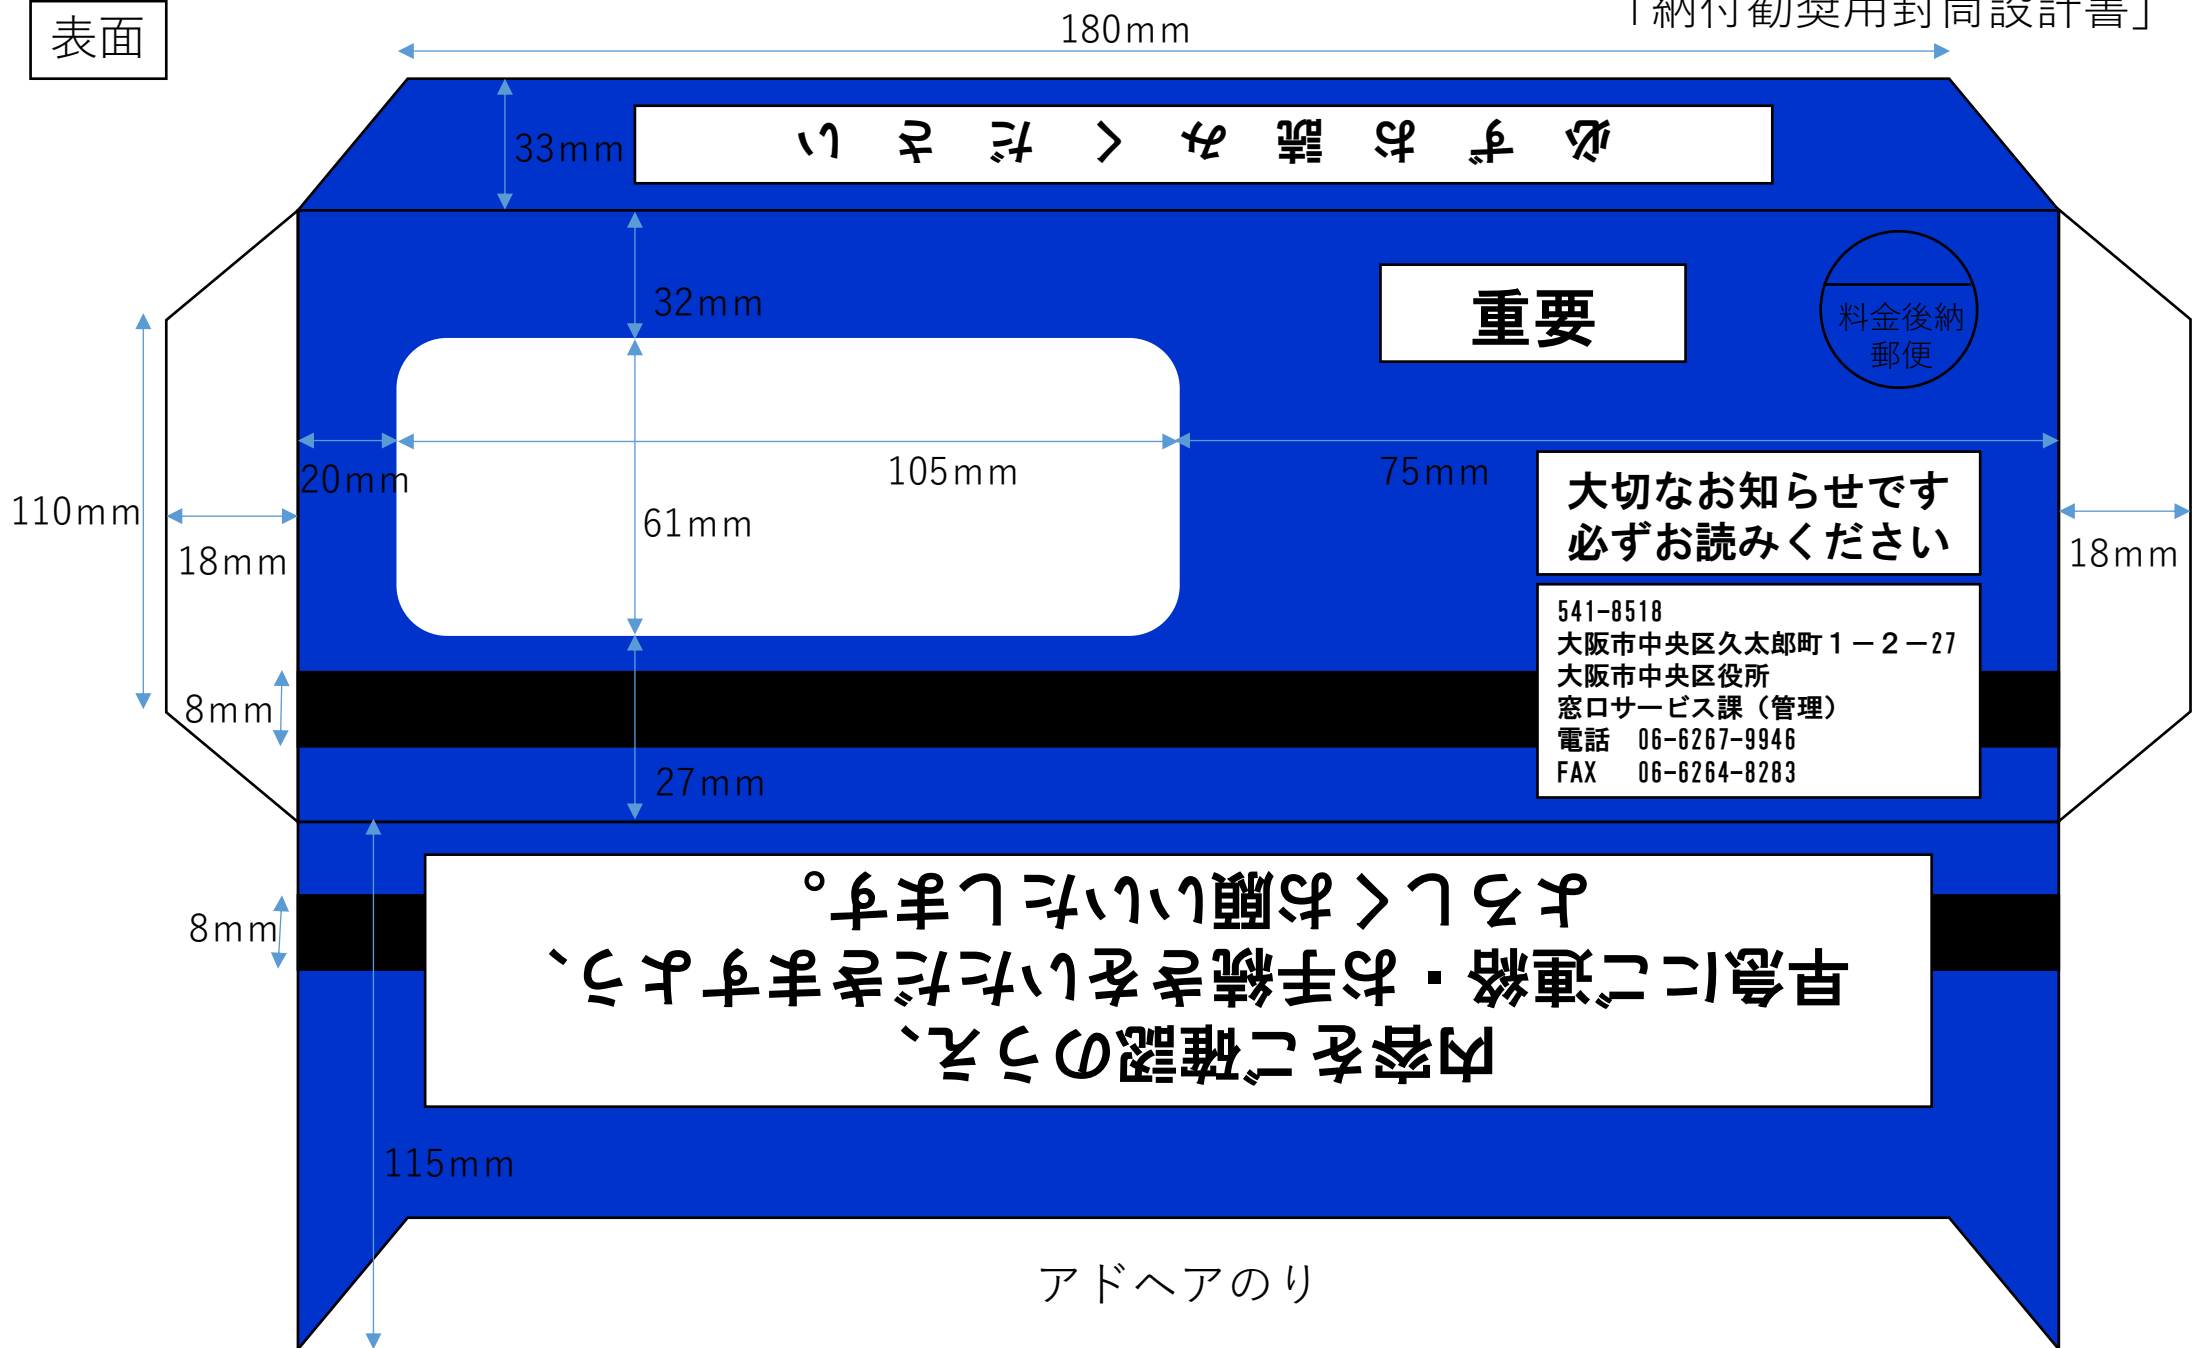 表面
「納付勧奨用封筒設計書」
180mm
33mm
必ずお読みください
32mm
重要
料金後納
郵便
20mm
105mm
75mm
110mm
18mm
61mm
大切なお知らせです
必ずお読みください
18mm
541-8518
大阪市中央区久太郎町１－２－27
大阪市中央区役所
窓口サービス課（管理）
電話　06-6267-9946
FAX　06-6264-8283
8mm
27mm
8mm
内容をご確認のうえ、
早急にご連絡・お手続きをいただきますよう、
よろしくお願いいたします。
115mm
アドヘアのり